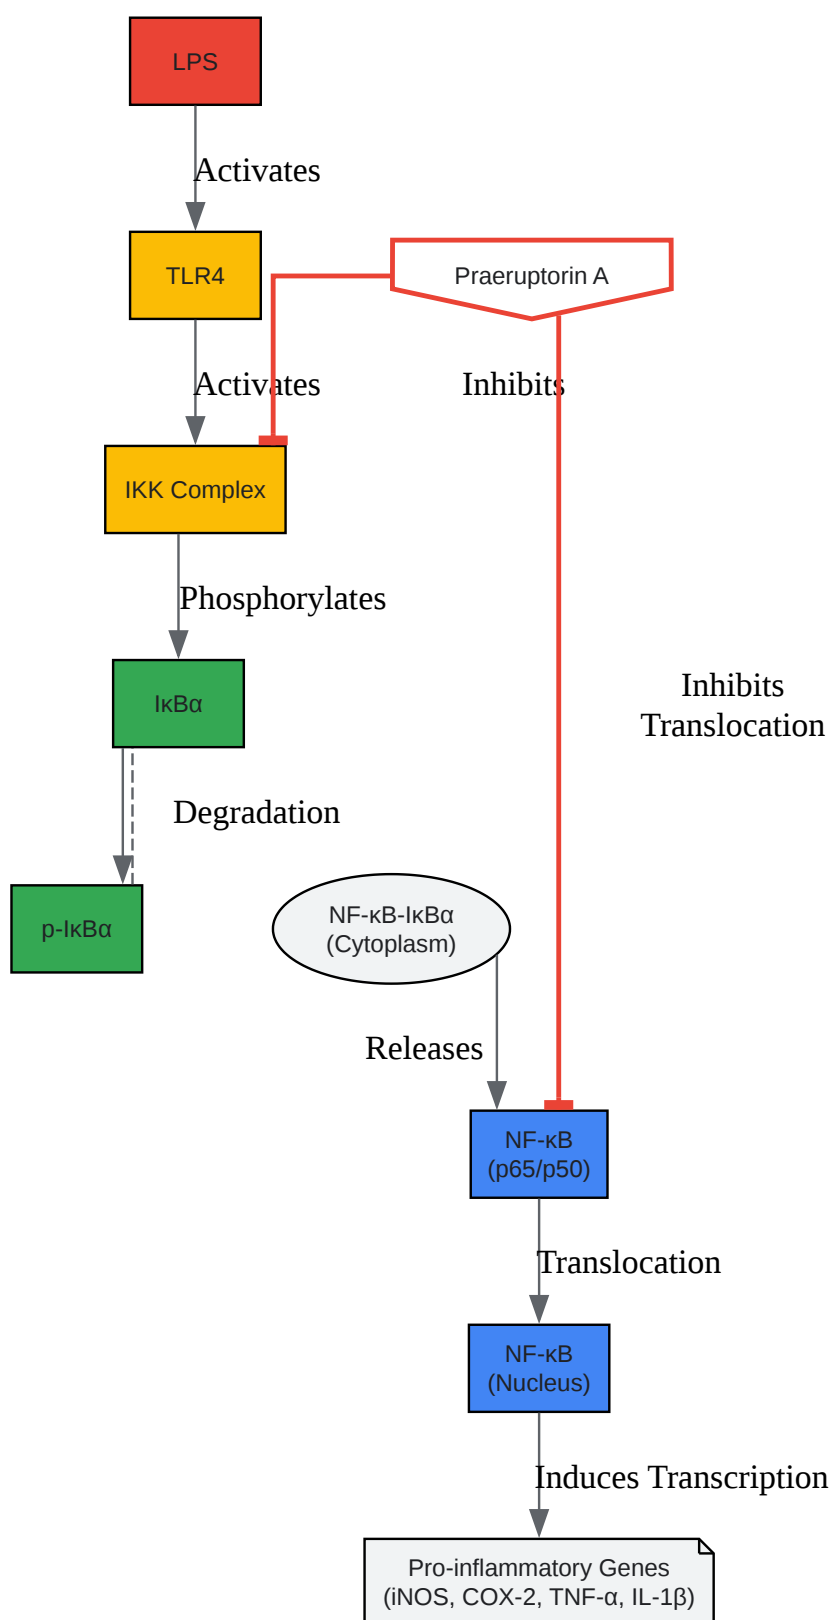 LPS
Activates
TLR4
Praeruptorin A
Activates
Inhibits
IKK Complex
Phosphorylates
IκBα
Inhibits
Translocation
Degradation
p-IκBα
NF-κB-IκBα
(Cytoplasm)
Releases
NF-κB
(p65/p50)
Translocation
NF-κB
(Nucleus)
Induces Transcription
Pro-inflammatory Genes
(iNOS, COX-2, TNF-α, IL-1β)